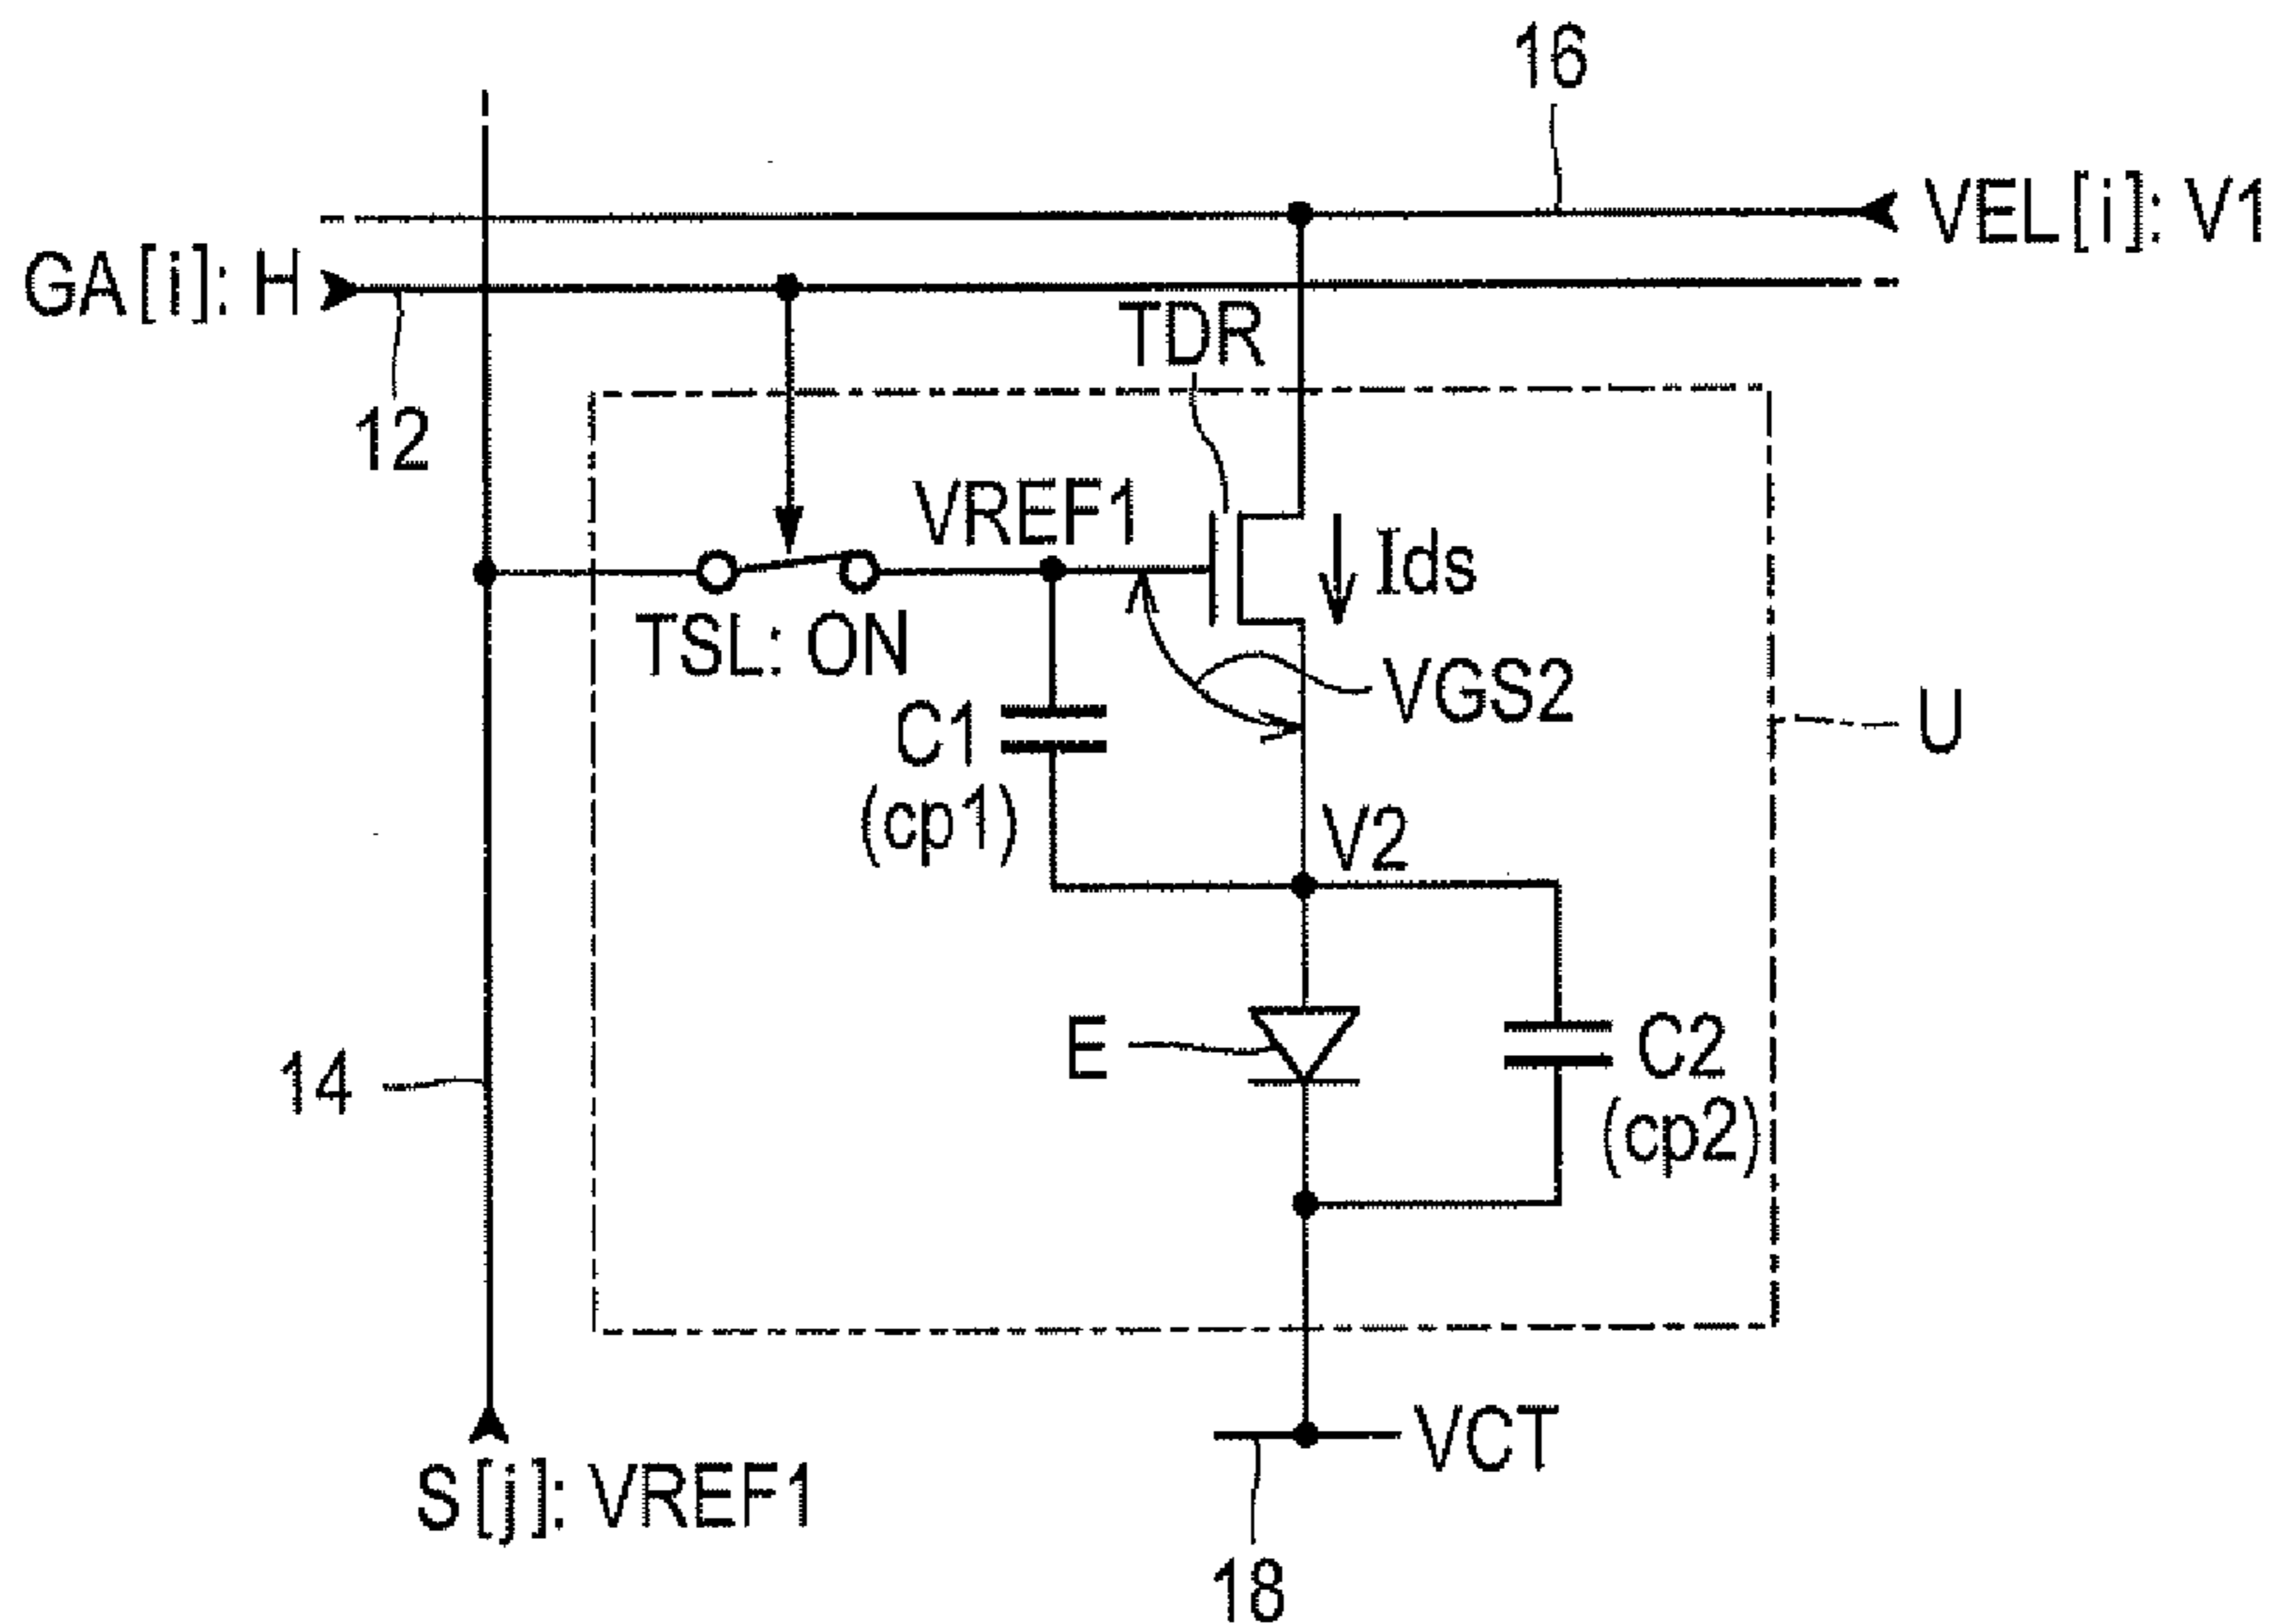 16
VEL[i]: V1
GA[i]: H
TDR
12
VREF1
Ids
TSL: ON
VGS2
U
C1
(cp1)
V2
E
C2
(cp2)
14
VCT
S[j]: VREF1
18